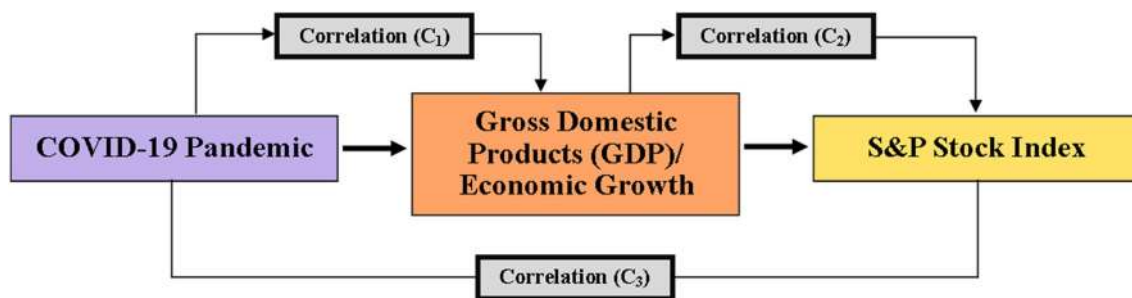 Correlation (C₁)
Correlation (C₂)
COVID-19 Pandemic
Gross Domestic
Products (GDP)/
Economic Growth
S&P Stock Index
Correlation (C₃)